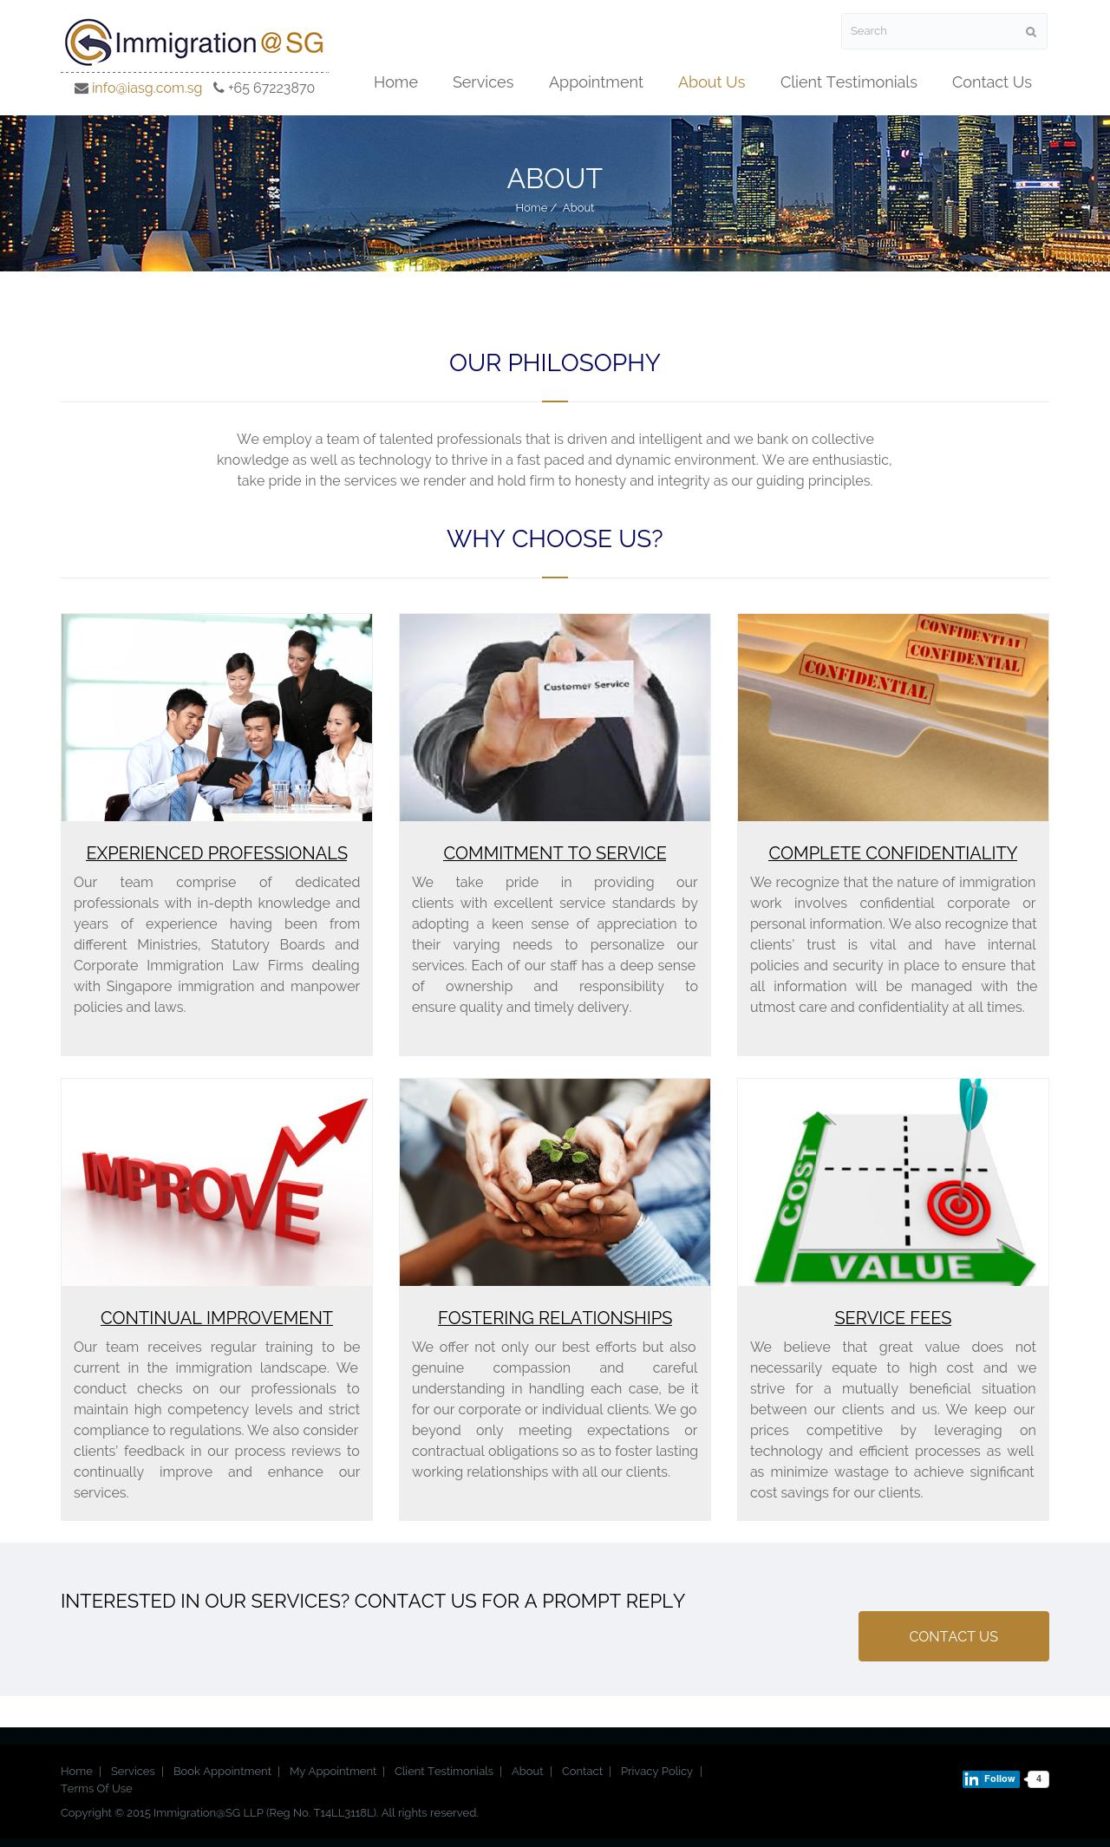 Immigration@SG
Search
info@iasg.com.sg +65 67223870
Home Services Appointment About Us Client Testimonials Contact Us
ABOUT
Home / About
OUR PHILOSOPHY
We employ a team of talented professionals that is driven and intelligent and we bank on collective
knowledge as well as technology to thrive in a fast paced and dynamic environment. We are enthusiastic,
take pride in the services we render and hold firm to honesty and integrity as our guiding principles.
WHY CHOOSE US?
Customer Service
CONFIDENTIAL
CONFIDENTIAL
CONFIDENTIAL
EXPERIENCED PROFESSIONALS
Our team comprise of dedicated
professionals with in-depth knowledge and
years of experience having been from
different Ministries, Statutory Boards and
Corporate Immigration Law Firms dealing
with Singapore immigration and manpower
policies and laws.
COMMITMENT TO SERVICE
We take pride in providing our
clients with excellent service standards by
adopting a keen sense of appreciation to
their varying needs to personalize our
services. Each of our staff has a deep sense
of ownership and responsibility to
ensure quality and timely delivery.
COMPLETE CONFIDENTIALITY
We recognize that the nature of immigration
work involves confidential corporate or
personal information. We also recognize that
clients' trust is vital and have internal
policies and security in place to ensure that
all information will be managed with the
utmost care and confidentiality at all times.
IMPROVE
COST
VALUE
CONTINUAL IMPROVEMENT
Our team receives regular training to be
current in the immigration landscape. We
conduct checks on our professionals to
maintain high competency levels and strict
compliance to regulations. We also consider
clients' feedback in our process reviews to
continually improve and enhance our
services.
FOSTERING RELATIONSHIPS
We offer not only our best efforts but also
genuine compassion and careful
understanding in handling each case, be it
for our corporate or individual clients. We go
beyond only meeting expectations or
contractual obligations so as to foster lasting
working relationships with all our clients.
SERVICE FEES
We believe that great value does not
necessarily equate to high cost and we
strive for a mutually beneficial situation
between our clients and us. We keep our
prices competitive by leveraging on
technology and efficient processes as well
as minimize wastage to achieve significant
cost savings for our clients.
INTERESTED IN OUR SERVICES? CONTACT US FOR A PROMPT REPLY
CONTACT US
Home | Services | Book Appointment | My Appointment | Client Testimonials | About | Contact | Privacy Policy |
Terms Of Use
in Follow 4
Copyright © 2015 Immigration@SG LLP (Reg No. T14LL3118L). All rights reserved.